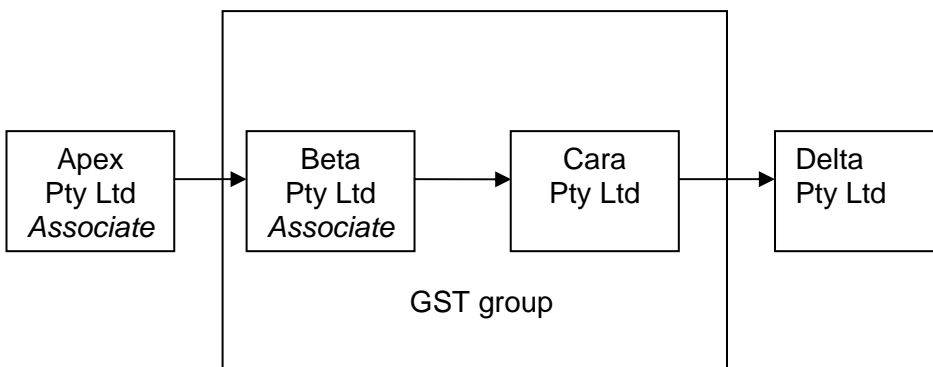 Apex
Pty Ltd
Associate
Beta
Pty Ltd
Associate
Cara
Pty Ltd
Delta
Pty Ltd
GST group